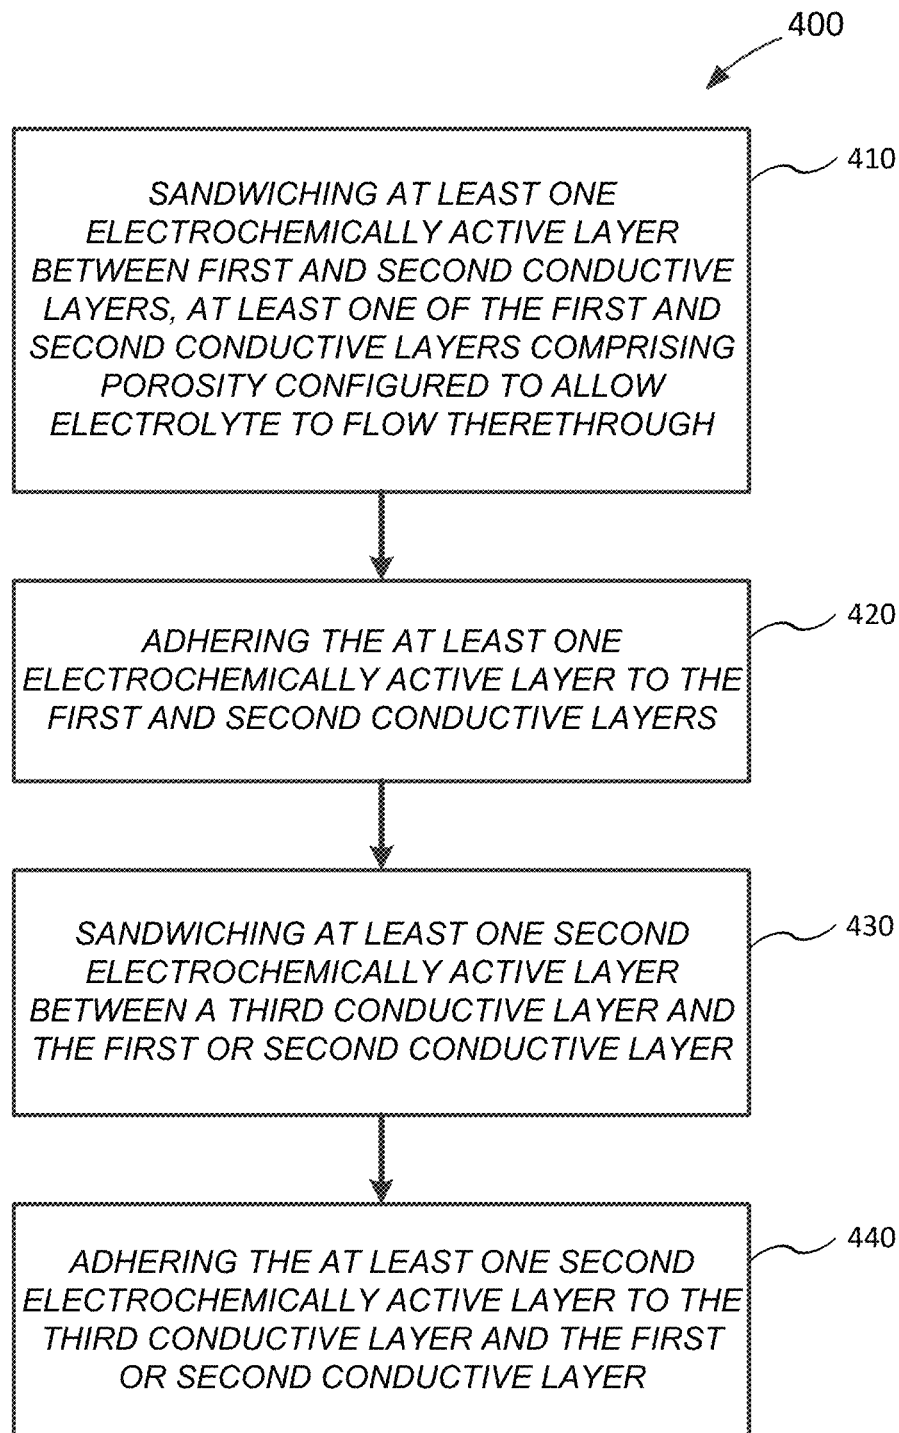 400
410
SANDWICHING AT LEAST ONE
ELECTROCHEMICALLY ACTIVE LAYER
BETWEEN FIRST AND SECOND CONDUCTIVE
LAYERS, AT LEAST ONE OF THE FIRST AND
SECOND CONDUCTIVE LAYERS COMPRISING
POROSITY CONFIGURED TO ALLOW
ELECTROLYTE TO FLOW THERETHROUGH
420
ADHERING THE AT LEAST ONE
ELECTROCHEMICALLY ACTIVE LAYER TO THE
FIRST AND SECOND CONDUCTIVE LAYERS
430
SANDWICHING AT LEAST ONE SECOND
ELECTROCHEMICALLY ACTIVE LAYER
BETWEEN A THIRD CONDUCTIVE LAYER AND
THE FIRST OR SECOND CONDUCTIVE LAYER
440
ADHERING THE AT LEAST ONE SECOND
ELECTROCHEMICALLY ACTIVE LAYER TO THE
THIRD CONDUCTIVE LAYER AND THE FIRST
OR SECOND CONDUCTIVE LAYER